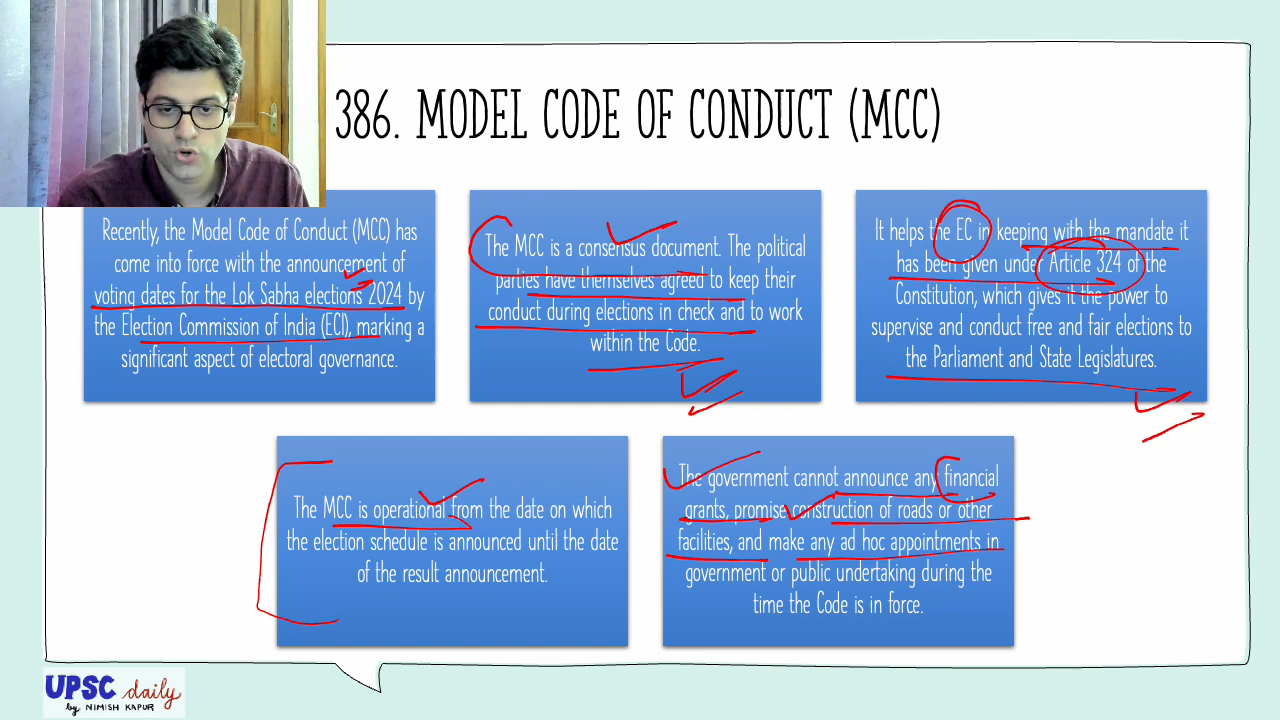 386. MODEL CODE OF CONDUCT (MCC)
Recently, the Model Code of Conduct (MCC) has
come into force with the announcement of
voting dates for the Lok Sabha elections 2024 by
the Election Commission of India (ECI), marking a
significant aspect of electoral governance.
The MCC is a consensus document. The political
parties have themselves agreed to keep their
conduct during elections in check and to work
within the Code.
It helps the EC in keeping with the mandate it
has been given under Article 324 of the
Constitution, which gives it the power to
supervise and conduct free and fair elections to
the Parliament and State Legislatures.
The MCC is operational from the date on which
the election schedule is announced until the date
of the result announcement.
The government cannot announce any financial
grants, promise construction of roads or other
facilities, and make any ad hoc appointments in
government or public undertaking during the
time the Code is in force.
UPSC daily
by NIMISH KAPUR